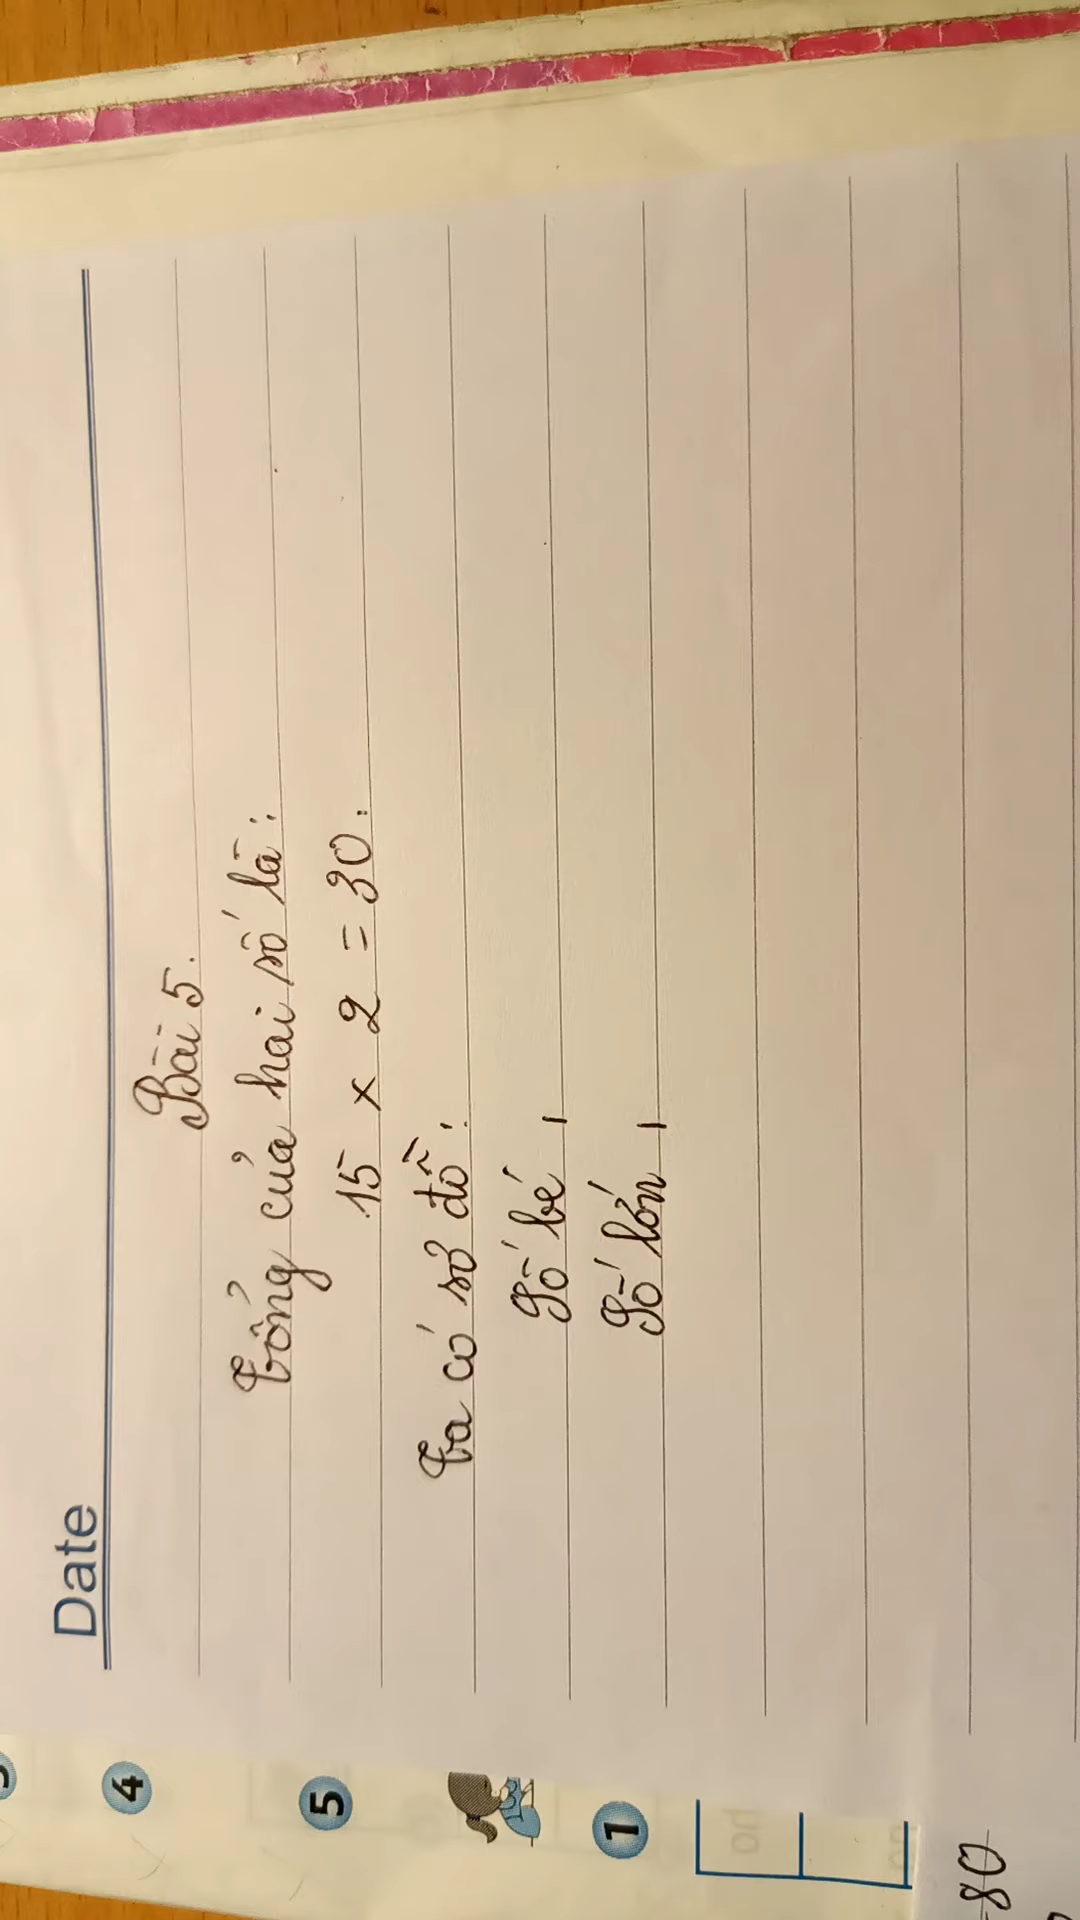 Date
Bài 5.
Tổng của hai số là:
15 x 2 = 30.
Ta có sơ đồ:
Số bé
Số lớn
4
5
1
80